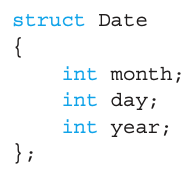 struct Date
{
    int month;
    int day;
    int year;
};